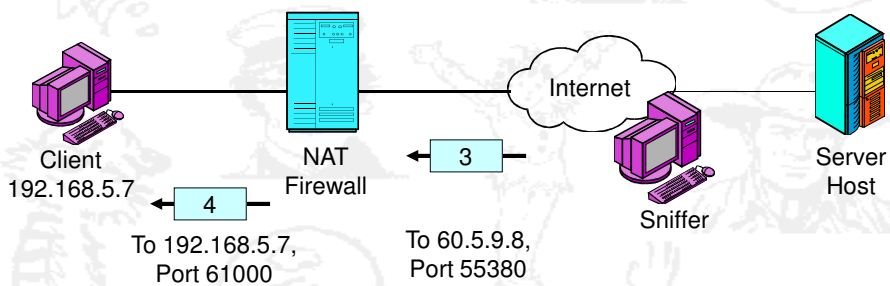 Internet
Client
192.168.5.7
NAT
Firewall
3
Server
Host
4
Sniffer
To 192.168.5.7,
Port 61000
To 60.5.9.8,
Port 55380